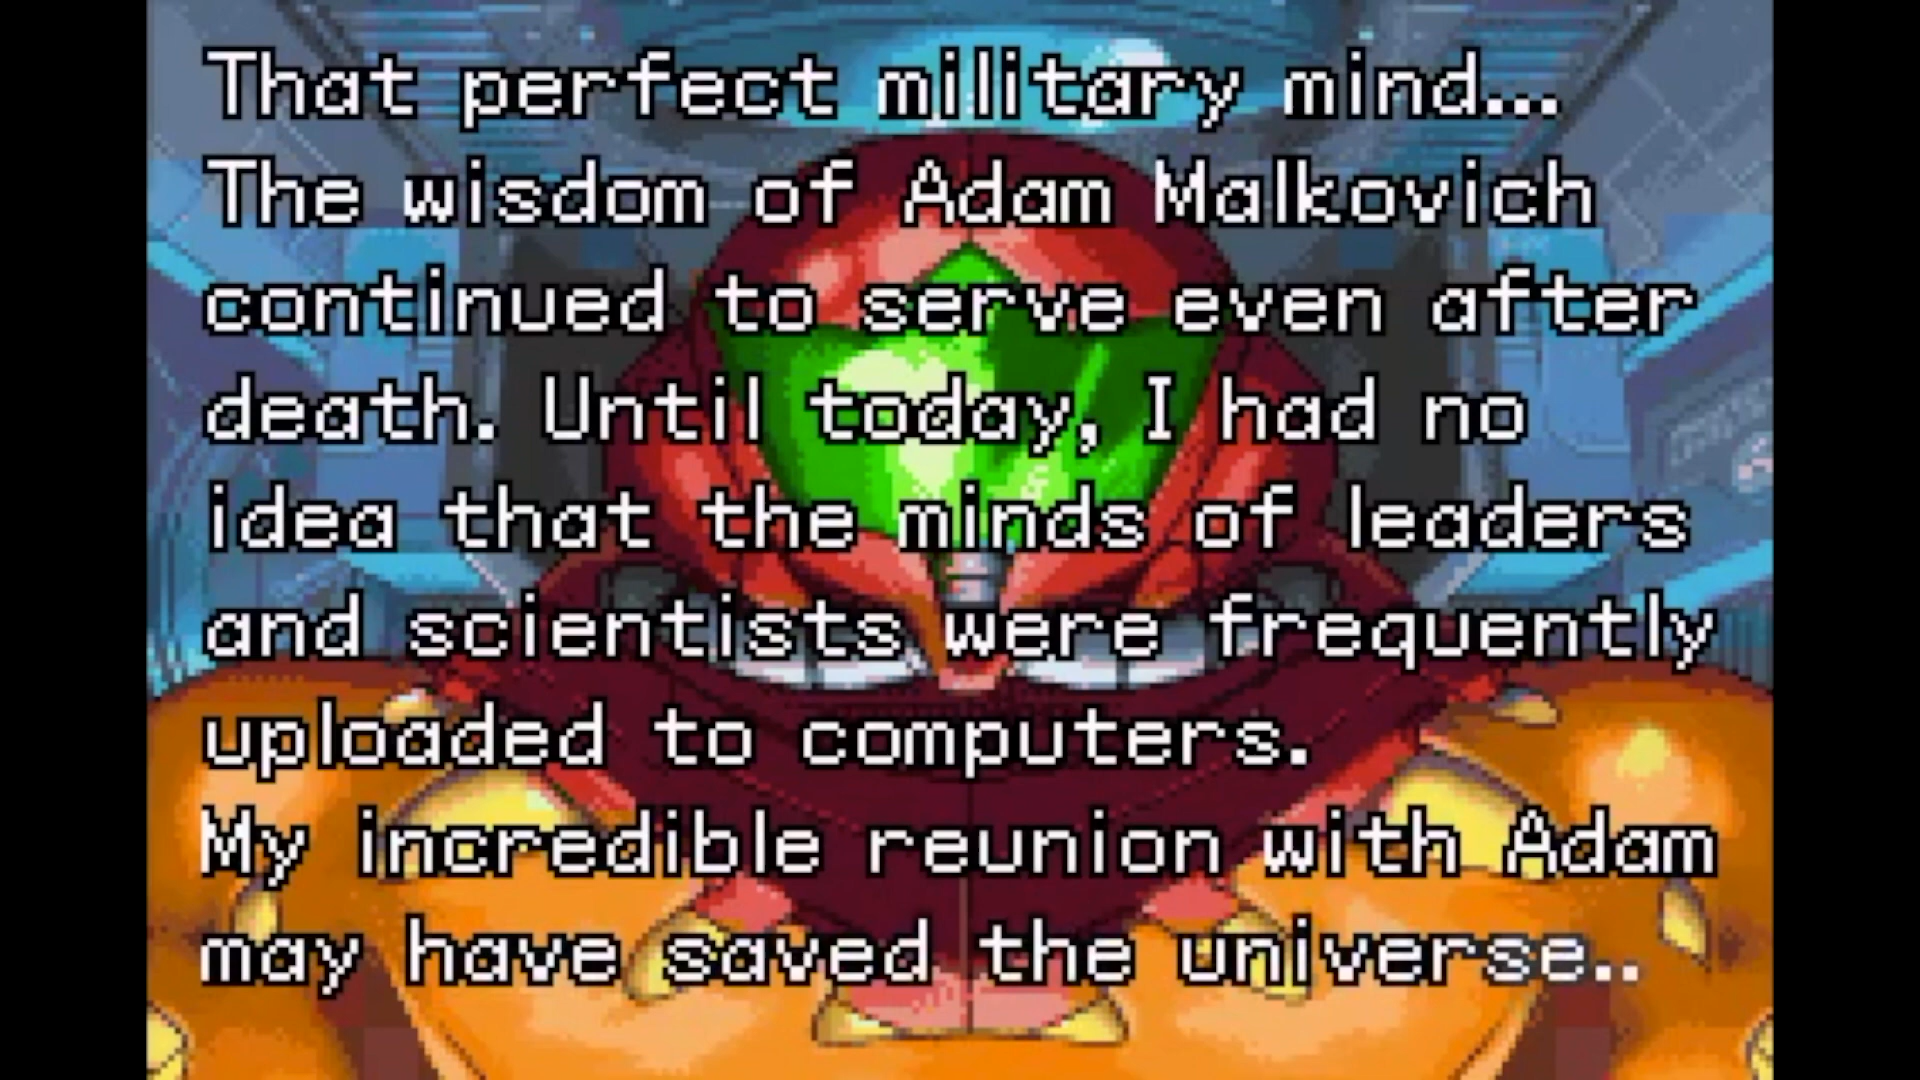 That perfect military mind...
The wisdom of Adam Malkovich
continued to serve even after
death. Until today, I had no
idea that the minds of leaders
and scientists were frequently
uploaded to computers.
My incredible reunion with Adam
may have saved the universe..